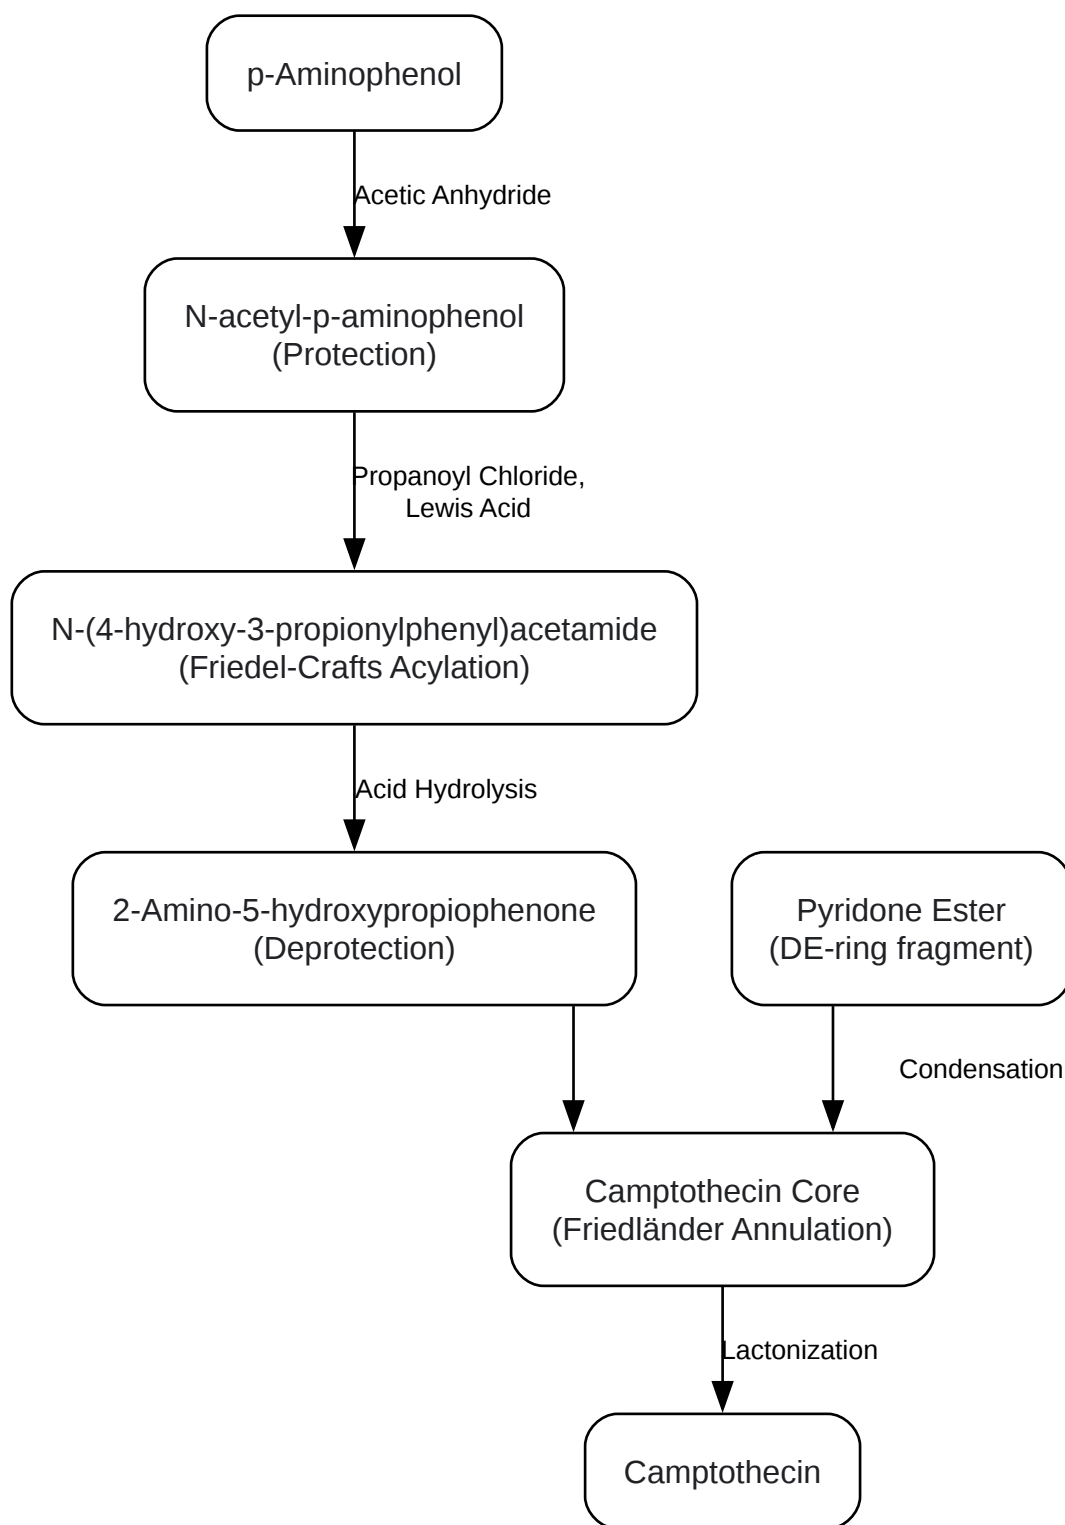 p-Aminophenol
Acetic Anhydride
N-acetyl-p-aminophenol
(Protection)
Propanoyl Chloride,
Lewis Acid
N-(4-hydroxy-3-propionylphenyl)acetamide
(Friedel-Crafts Acylation)
Acid Hydrolysis
2-Amino-5-hydroxypropiophenone
(Deprotection)
Pyridone Ester
(DE-ring fragment)
Condensation
Camptothecin Core
(Friedländer Annulation)
Lactonization
Camptothecin